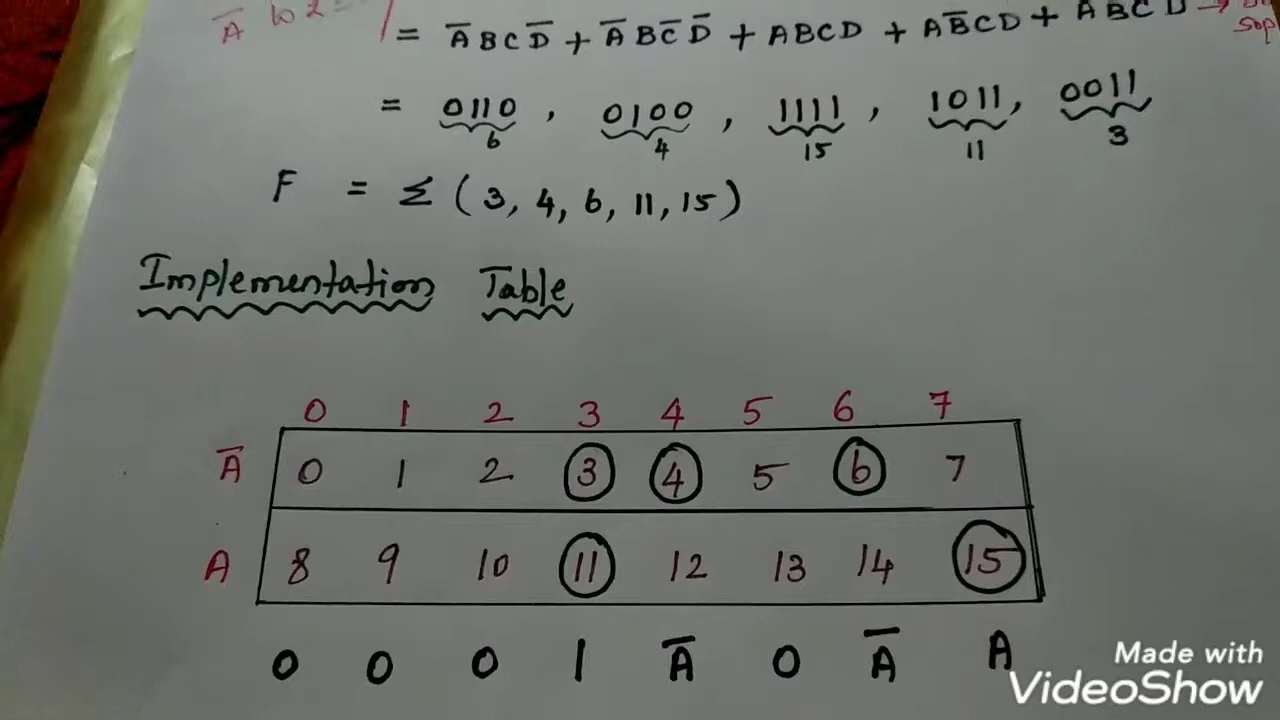 A̅ to 2
= A̅BCD̅ + A̅BC̅D̅ + ABCD + AB̅CD +
= 0110, 0100, 1111, 1011, 0011
6 4 15 11 3
F = Σ (3, 4, 6, 11, 15)
Implementation Table
0 1 2 3 4 5 6 7
A̅ 0 1 2 3 4 5 6 7
A 8 9 10 11 12 13 14 15
0 0 0 1 A̅ 0 A̅ A
Made with
VideoShow